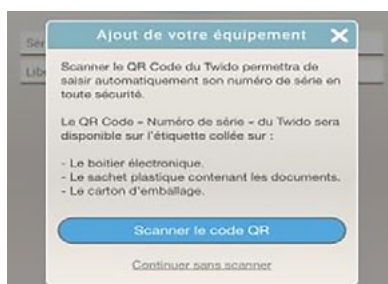 Ajout de votre équipement X
Sér
Lib
Scanner le QR Code du Twido permettra de
saisir automatiquement son numéro de série en
toute sécurité.
Le QR Code « Numéro de série » du Twido sera
disponible sur l'étiquette collée sur :
- Le boitier électronique.
- Le sachet plastique contenant les documents.
- Le carton d'emballage.
Scanner le code QR
Continuer sans scanner